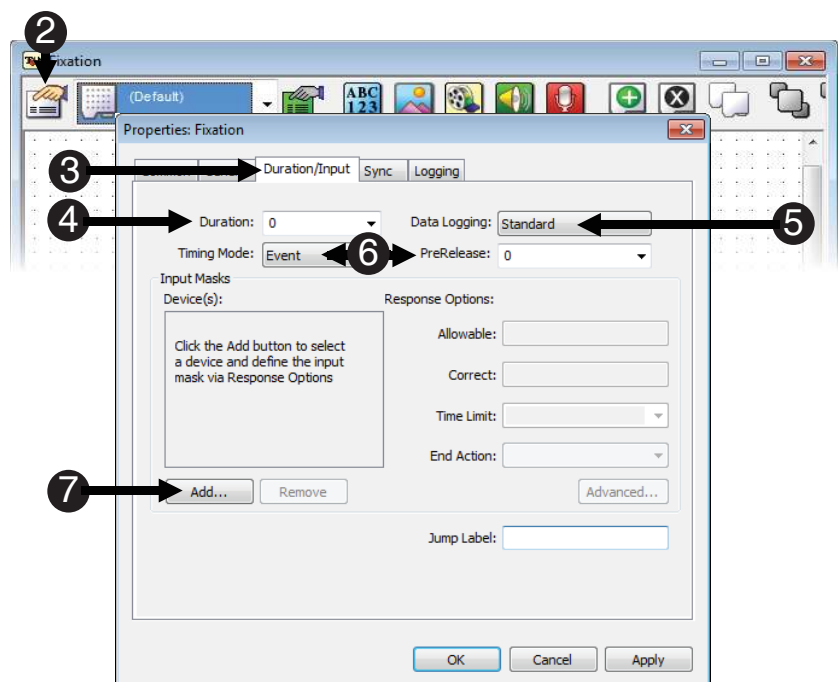 2
Fixation
(Default)
ABC
123
Properties: Fixation
3
Duration/Input
Sync
Logging
4
Duration:
0
Data Logging:
Standard
5
Timing Mode:
Event
6
PreRelease:
0
Input Masks
Device(s):
Response Options:
Click the Add button to select
a device and define the input
mask via Response Options
Allowable:
Correct:
Time Limit:
End Action:
7
Add...
Remove
Advanced...
Jump Label:
OK
Cancel
Apply